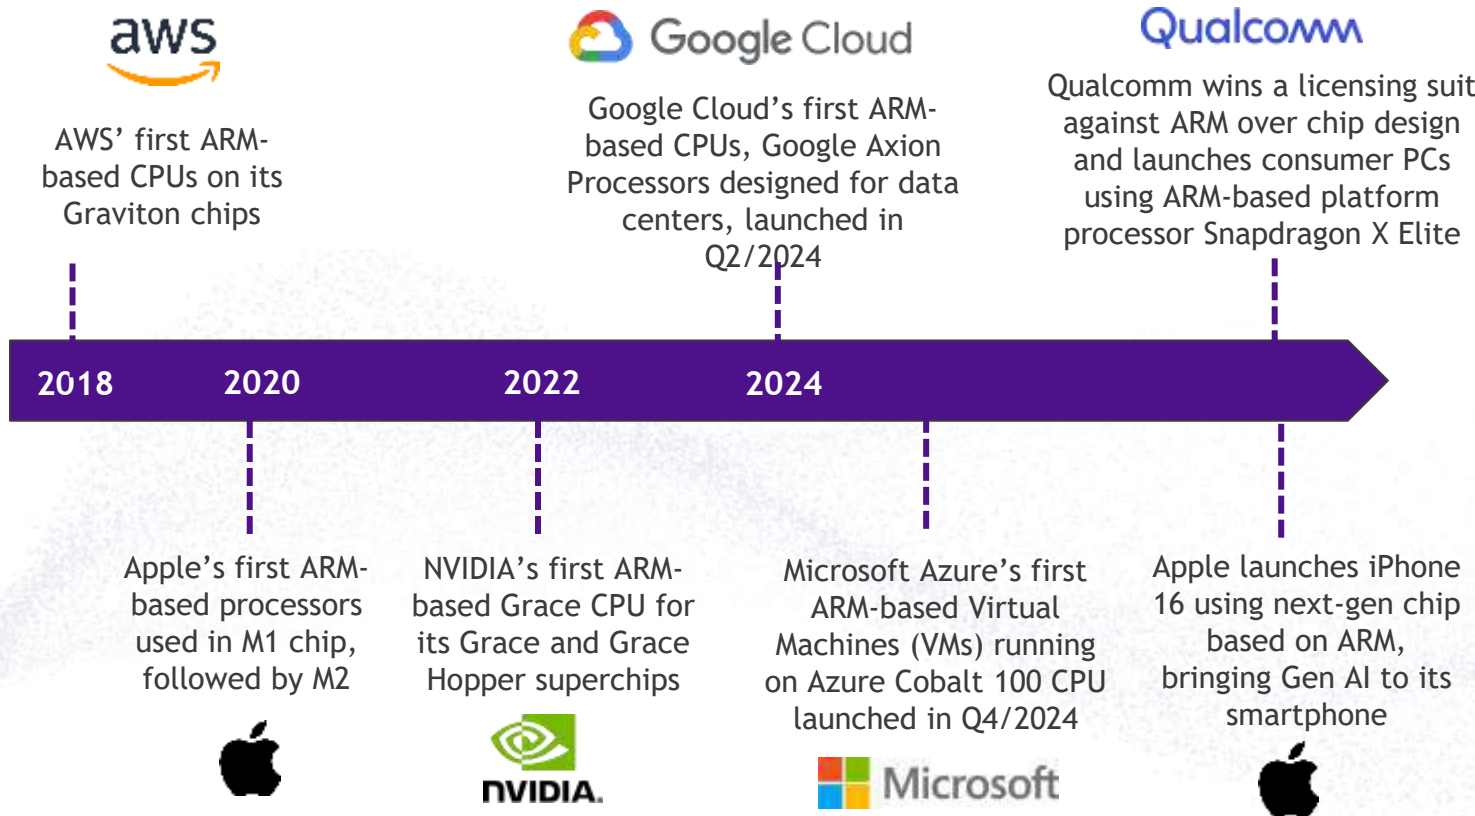 aws
AWS’ first ARM-
based CPUs on its
Graviton chips
Google Cloud
Google Cloud’s first ARM-
based CPUs, Google Axion
Processors designed for data
centers, launched in
Q2/2024
Qualcomm
Qualcomm wins a licensing suit
against ARM over chip design
and launches consumer PCs
using ARM-based platform
processor Snapdragon X Elite
2018
2020
2022
2024
Apple’s first ARM-
based processors
used in M1 chip,
followed by M2
NVIDIA’s first ARM-
based Grace CPU for
its Grace and Grace
Hopper superchips
NVIDIA.
Microsoft Azure’s first
ARM-based Virtual
Machines (VMs) running
on Azure Cobalt 100 CPU
launched in Q4/2024
Microsoft
Apple launches iPhone
16 using next-gen chip
based on ARM,
bringing Gen AI to its
smartphone